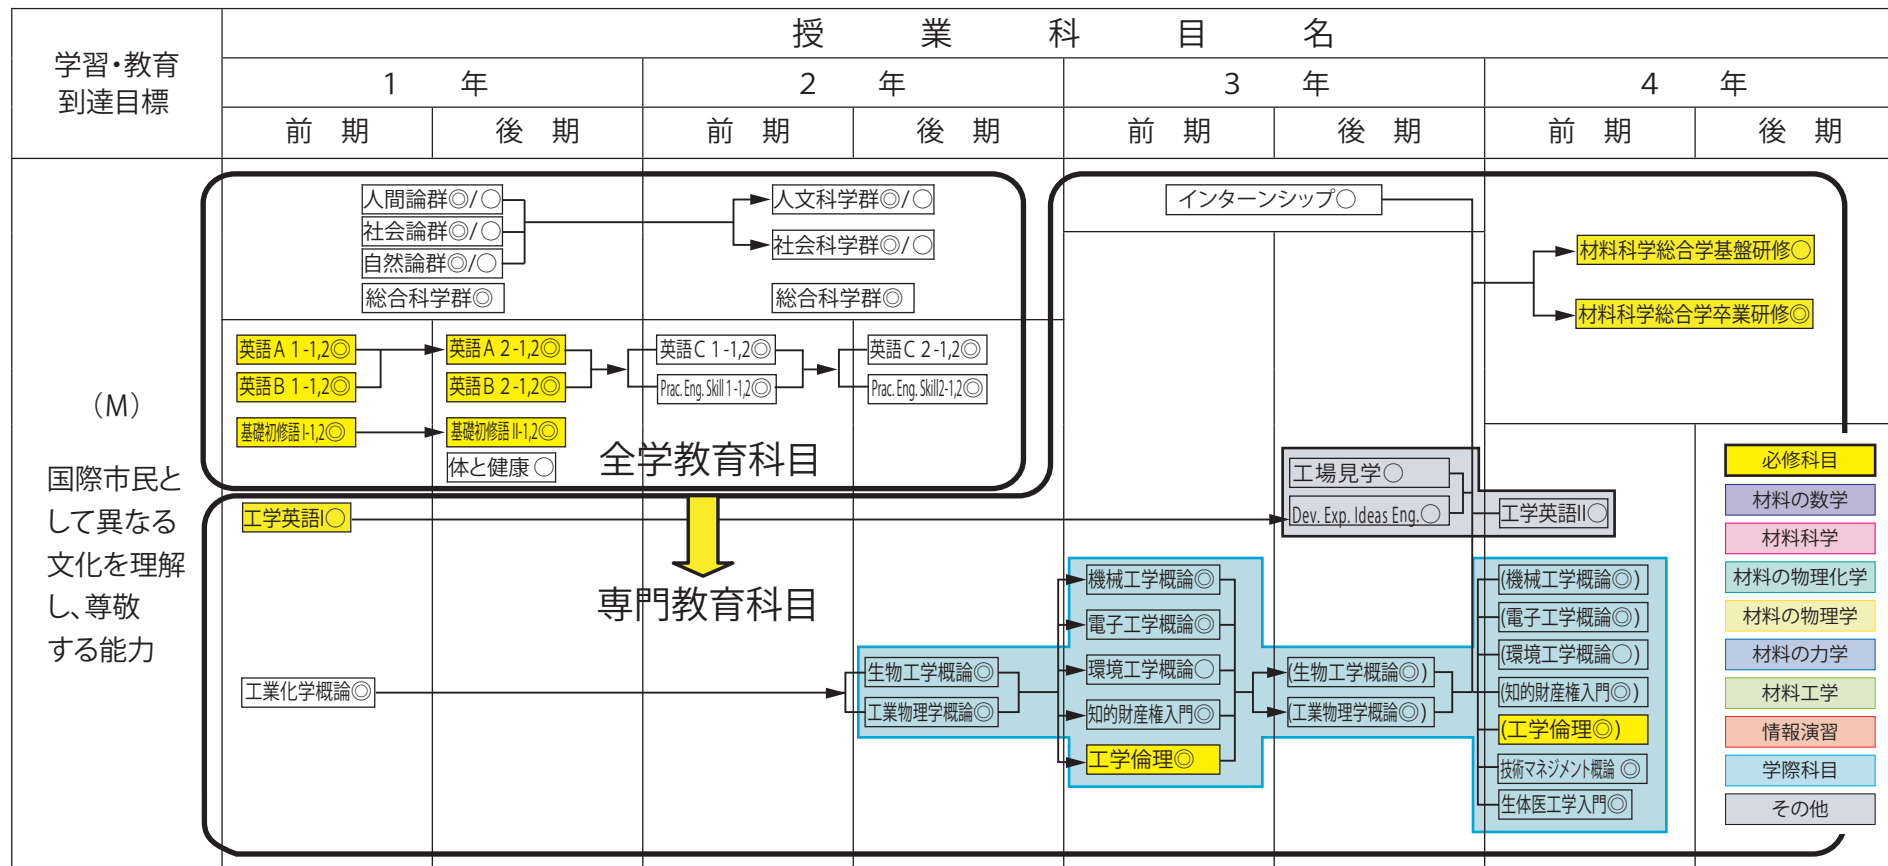 学習・教育
到達目標
授業科目名
1年
2年
3年
4年
前期
後期
前期
後期
前期
後期
前期
後期
(M)
国際市民と
して異なる
文化を理解
し、尊敬
する能力
人間論群◎/○
社会論群◎/○
自然論群◎/○
総合科学群◎
人文科学群◎/○
社会科学群◎/○
総合科学群◎
インターンシップ○
材料科学総合学基盤研修○
材料科学総合学卒業研修◎
英語A 1-1,2◎
英語B 1-1,2◎
基礎初修語 I-1,2◎
英語A 2-1,2◎
英語B 2-1,2◎
基礎初修語 II-1,2◎
体と健康○
英語C 1-1,2◎
Prac. Eng. Skill 1-1,2◎
英語C 2-1,2◎
Prac. Eng. Skill2-1,2◎
全学教育科目
専門教育科目
工学英語I○
工場見学○
Dev. Exp. Ideas Eng.○
工学英語II○
工業化学概論◎
生物工学概論◎
工業物理学概論◎
機械工学概論◎
電子工学概論◎
環境工学概論○
知的財産権入門◎
工学倫理◎
(生物工学概論◎)
(工業物理学概論◎)
(機械工学概論◎)
(電子工学概論◎)
(環境工学概論○)
(知的財産権入門◎)
(工学倫理◎)
技術マネジメント概論 ◎
生体医工学入門◎
必修科目
材料の数学
材料科学
材料の物理化学
材料の物理学
材料の力学
材料工学
情報演習
学際科目
その他